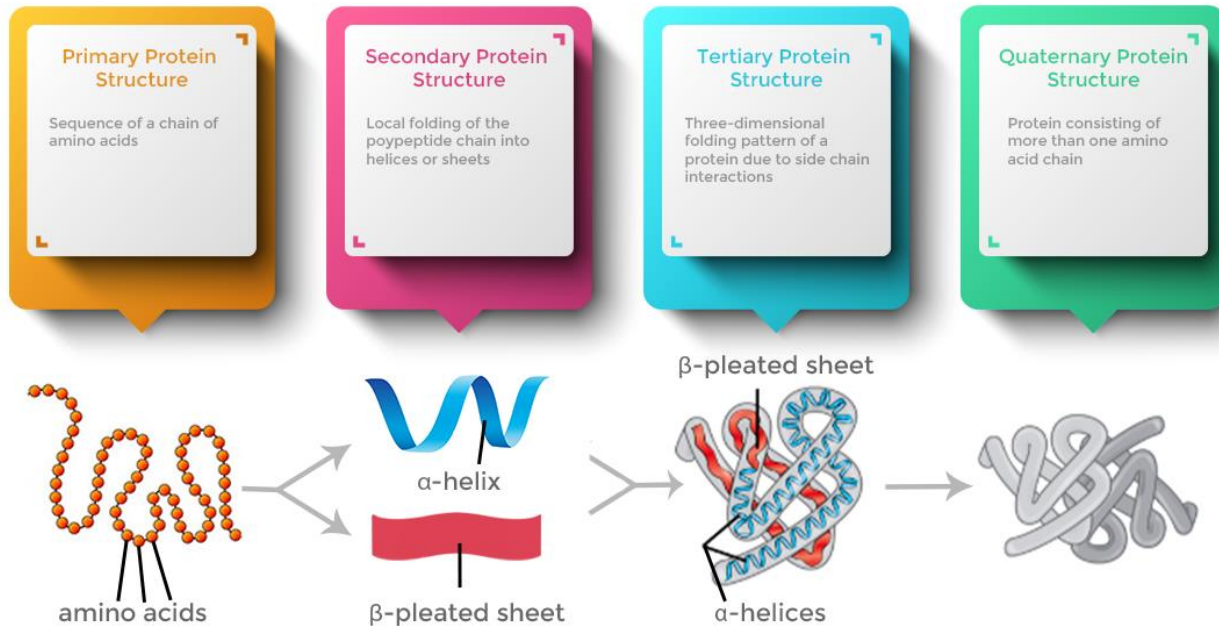 Primary Protein
Structure
Sequence of a chain of
amino acids
Secondary Protein
Structure
Local folding of the
poypeptide chain into
helices or sheets
Tertiary Protein
Structure
Three-dimensional
folding pattern of a
protein due to side chain
interactions
Quaternary Protein
Structure
Protein consisting of
more than one amino
acid chain
amino acids
α-helix
β-pleated sheet
β-pleated sheet
α-helices